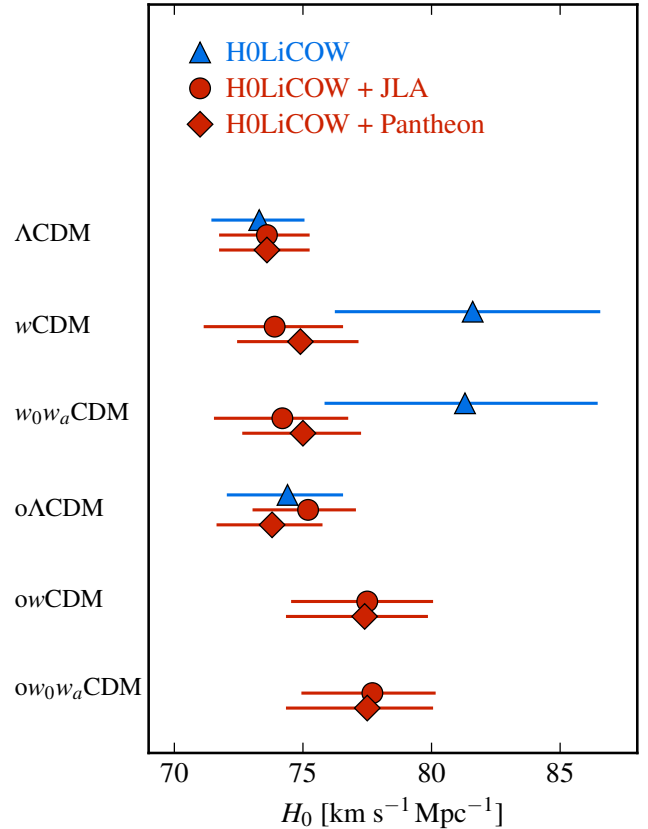 H0LiCOW
H0LiCOW + JLA
H0LiCOW + Pantheon
ΛCDM
wCDM
w₀wₐCDM
oΛCDM
owCDM
ow₀wₐCDM
70 75 80 85
H₀ [km s⁻¹ Mpc⁻¹]